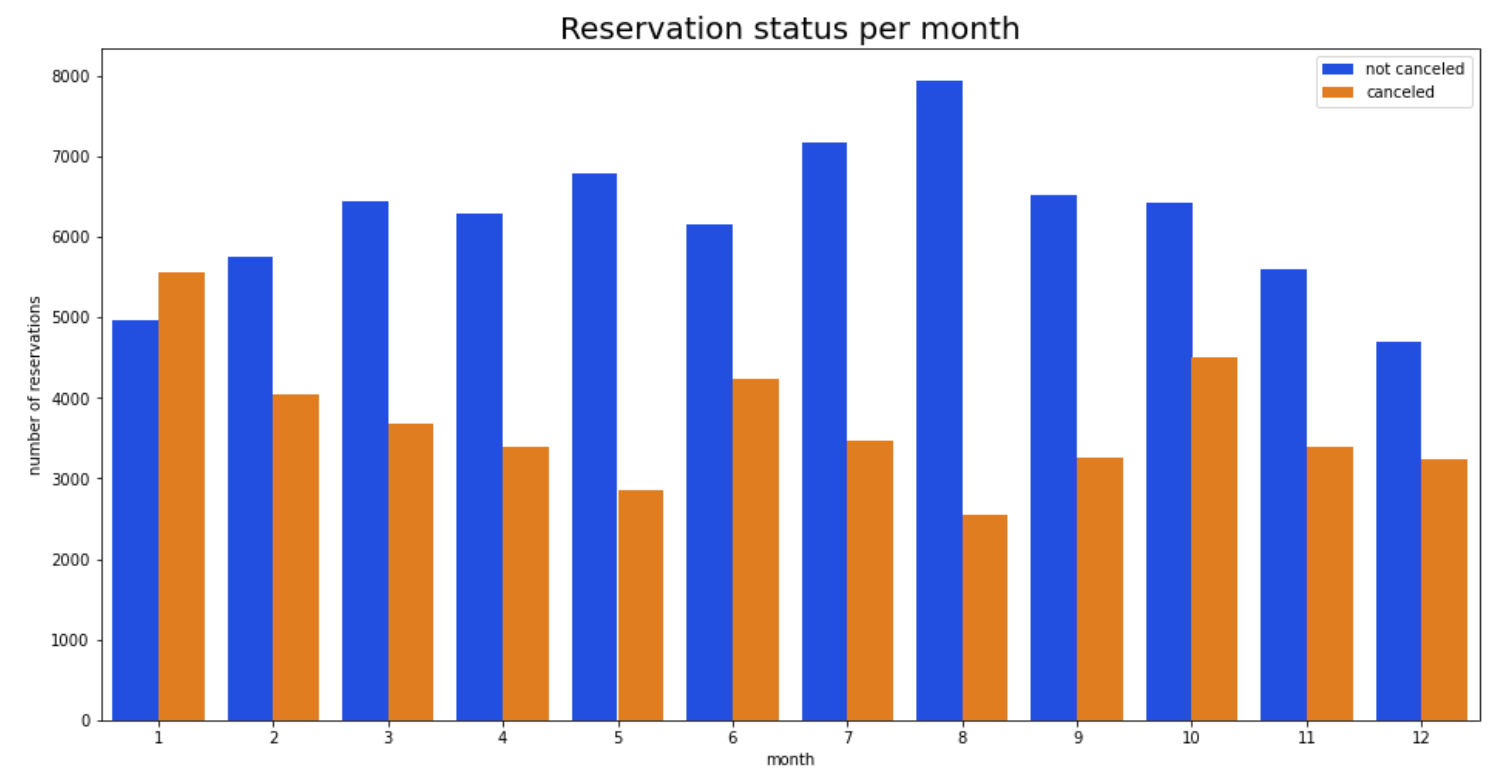 Reservation status per month
not canceled
canceled
8000
7000
6000
5000
4000
3000
2000
1000
0
number of reservations
1 2 3 4 5 6 7 8 9 10 11 12
month